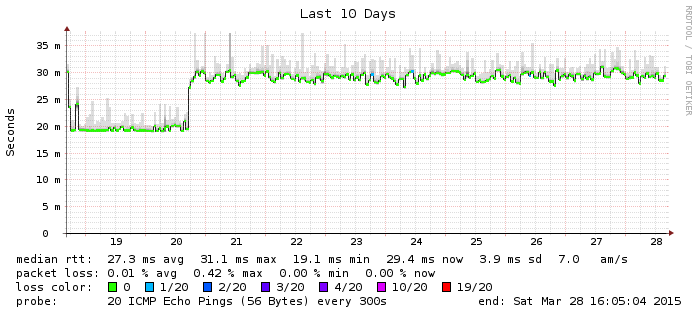 Last 10 Days
RRDTOOL / TOBI OETIKER
Seconds
35 m
30 m
25 m
20 m
15 m
10 m
5 m
0
19 20 21 22 23 24 25 26 27 28
median rtt: 27.3 ms avg 31.1 ms max 19.1 ms min 29.4 ms now 3.9 ms sd 7.0 am/s
packet loss: 0.01 % avg 0.42 % max 0.00 % min 0.00 % now
loss color: 0 1/20 2/20 3/20 4/20 10/20 19/20
probe: 20 ICMP Echo Pings (56 Bytes) every 300s end: Sat Mar 28 16:05:04 2015